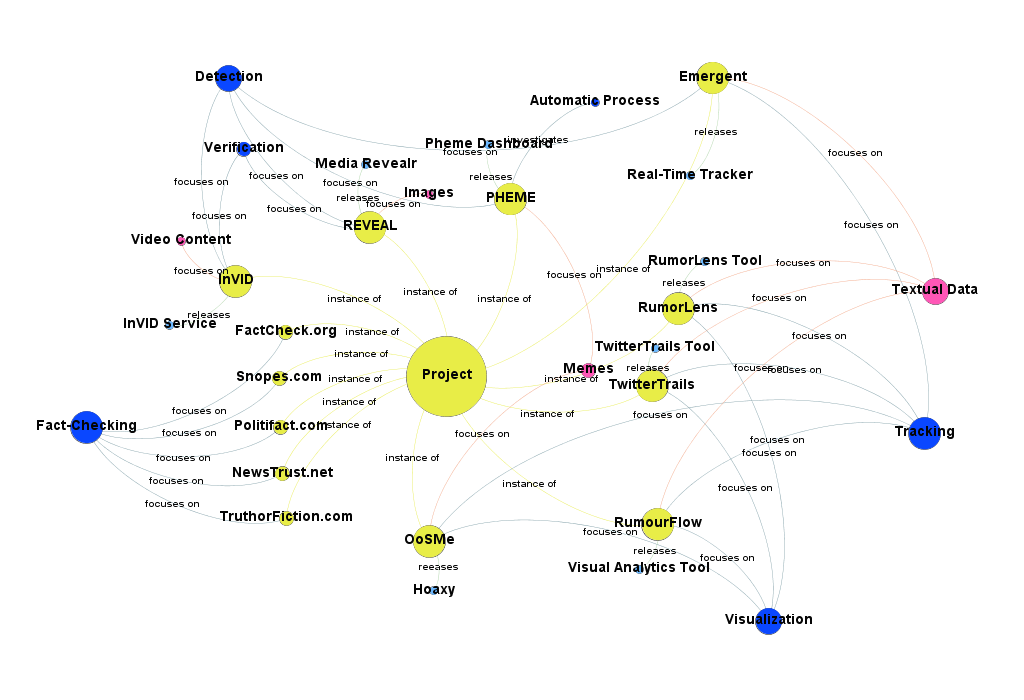 Detection
Emergent
Automatic Process
releases
Verification
Pheme Dashboard
investigates
focuses on
focuses on
Media Revealr
focuses on
releases
Real-Time Tracker
focuses on
focuses on
Images
releases
focuses on
PHEME
focuses on
focuses on
focuses on
REVEAL
focuses on
Video Content
RumorLens Tool
focuses on
focuses on
InVID
focuses on
instance of
releases
Textual Data
instance of
instance of
instance of
focuses on
RumorLens
releases
InVID Service
FactCheck.org
instance of
focuses on
TwitterTrails Tool
instance of
Snopes.com
instance of
Project
Memes
releases
focuses on
focuses on
instance of
TwitterTrails
instance of
focuses on
instance of
focuses on
Fact-Checking
Politifact.com
instance of
focuses on
focuses on
Tracking
focuses on
focuses on
focuses on
instance of
NewsTrust.net
focuses on
instance of
focuses on
focuses on
TruthorFiction.com
RumourFlow
focuses on
OoSMe
releases
focuses on
reeases
Visual Analytics Tool
Hoaxy
Visualization